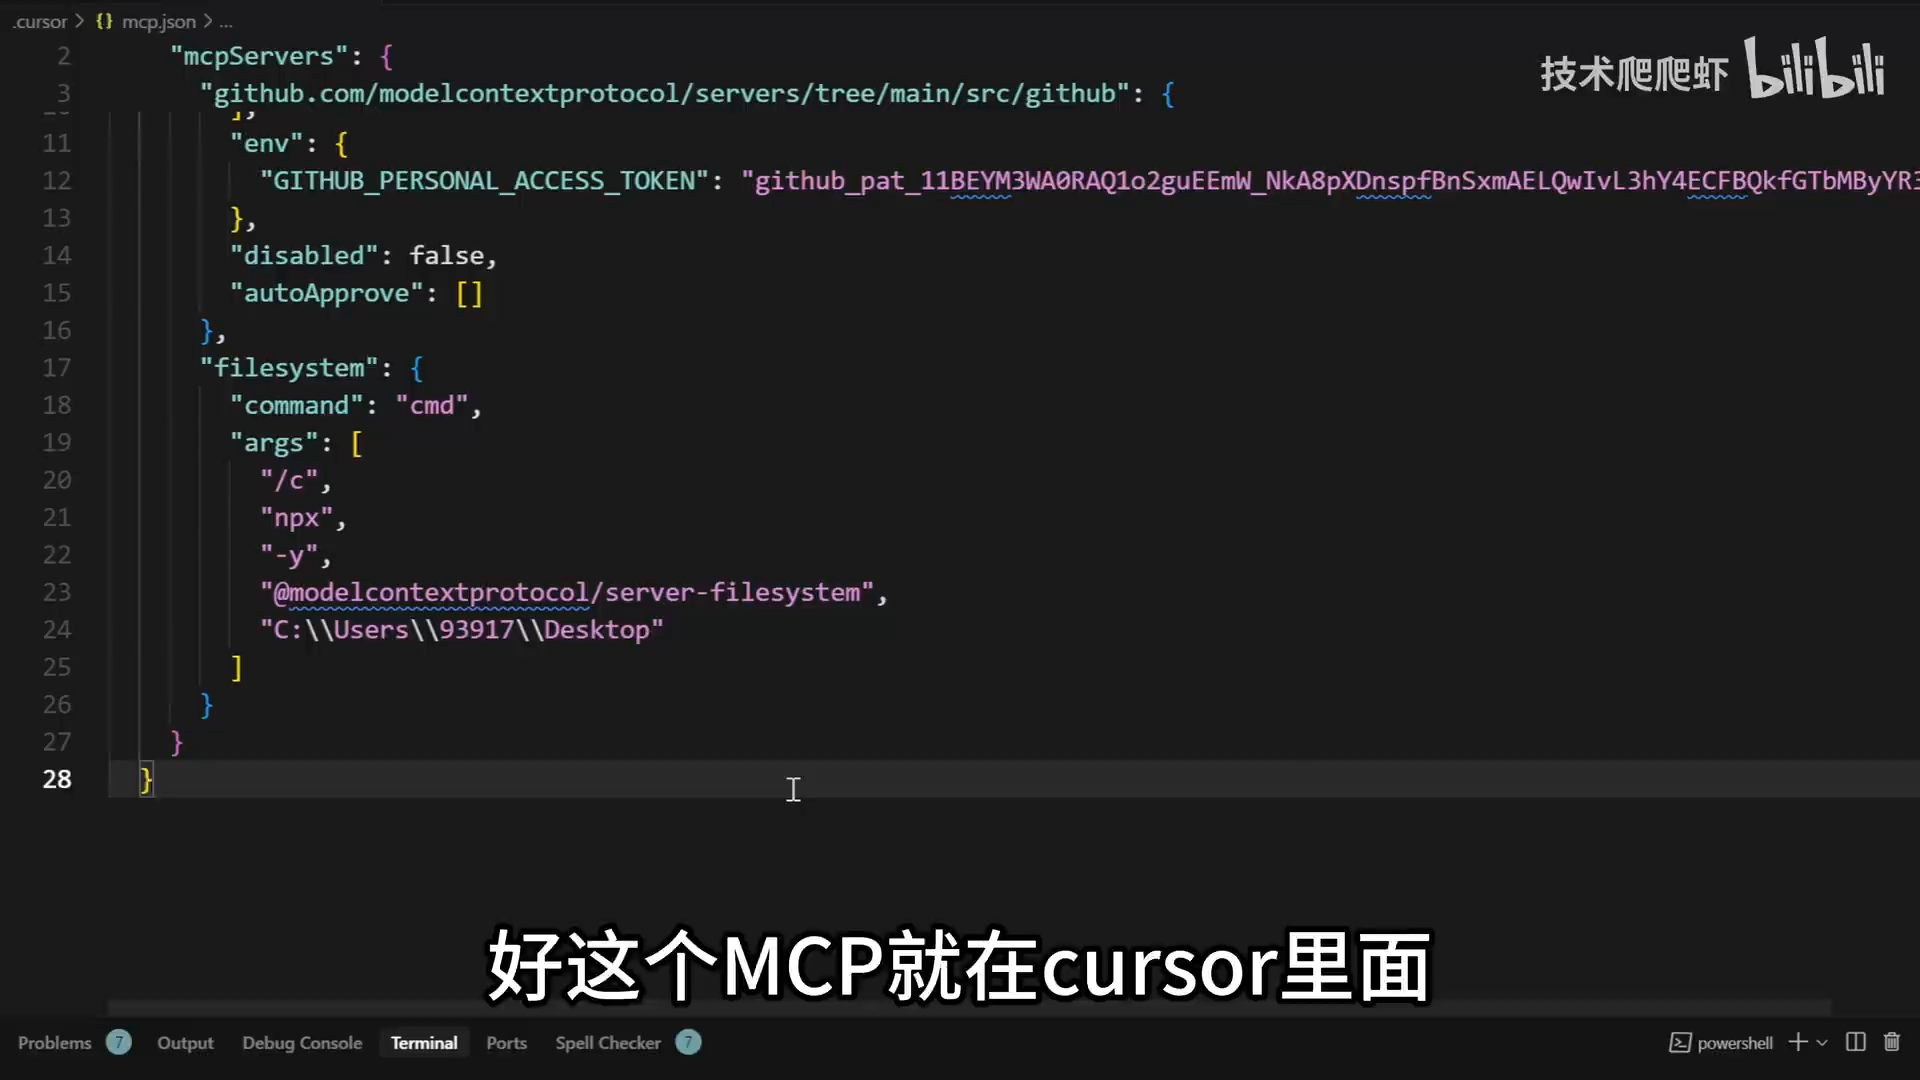 .cursor > {} mcp.json > ...
技术爬爬虾 bilibili
2 "mcpServers": {
3 "github.com/modelcontextprotocol/servers/tree/main/src/github": {
],
11 "env": {
12 "GITHUB_PERSONAL_ACCESS_TOKEN": "github_pat_11BEYM3WA0RAQ1o2guEEmW_NkA8pXDnspfBnSxmAELQwIvL3hY4ECFBQkfGTbMByYR3
13 },
14 "disabled": false,
15 "autoApprove": []
16 },
17 "filesystem": {
18 "command": "cmd",
19 "args": [
20 "/c",
21 "npx",
22 "-y",
23 "@modelcontextprotocol/server-filesystem",
24 "C:\\Users\\93917\\Desktop"
25 ]
26 }
27 }
28 }
好这个MCP就在cursor里面
Problems 7 Output Debug Console Terminal Ports Spell Checker 7 powershell